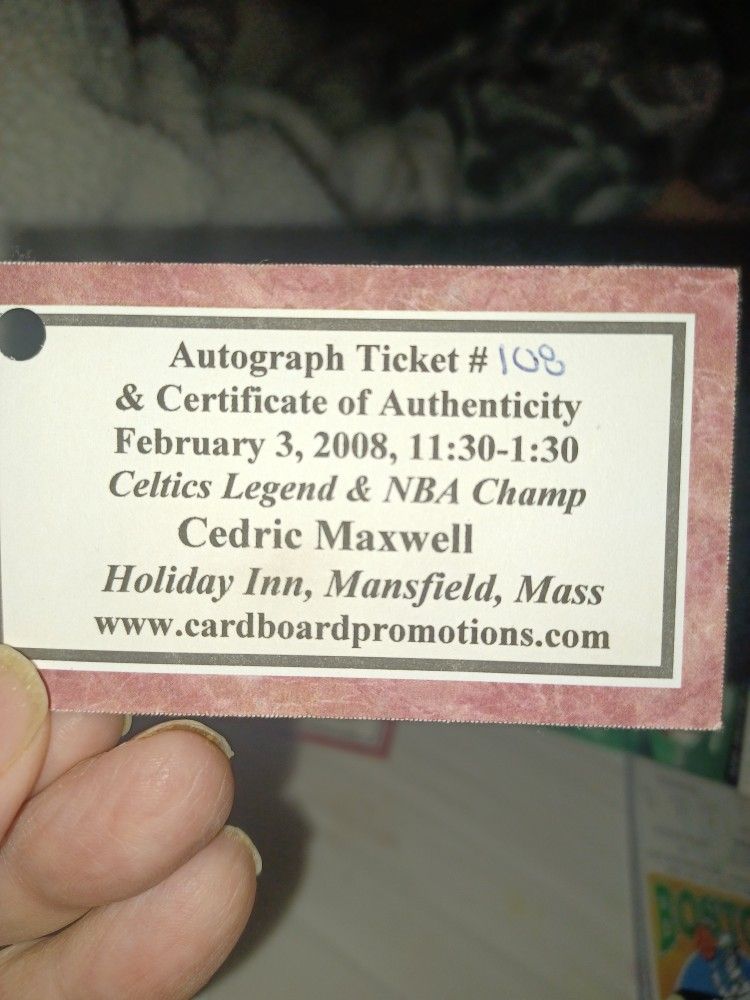 Autograph Ticket # 108
& Certificate of Authenticity
February 3, 2008, 11:30-1:30
Celtics Legend & NBA Champ
Cedric Maxwell
Holiday Inn, Mansfield, Mass
www.cardboardpromotions.com
BOSTO